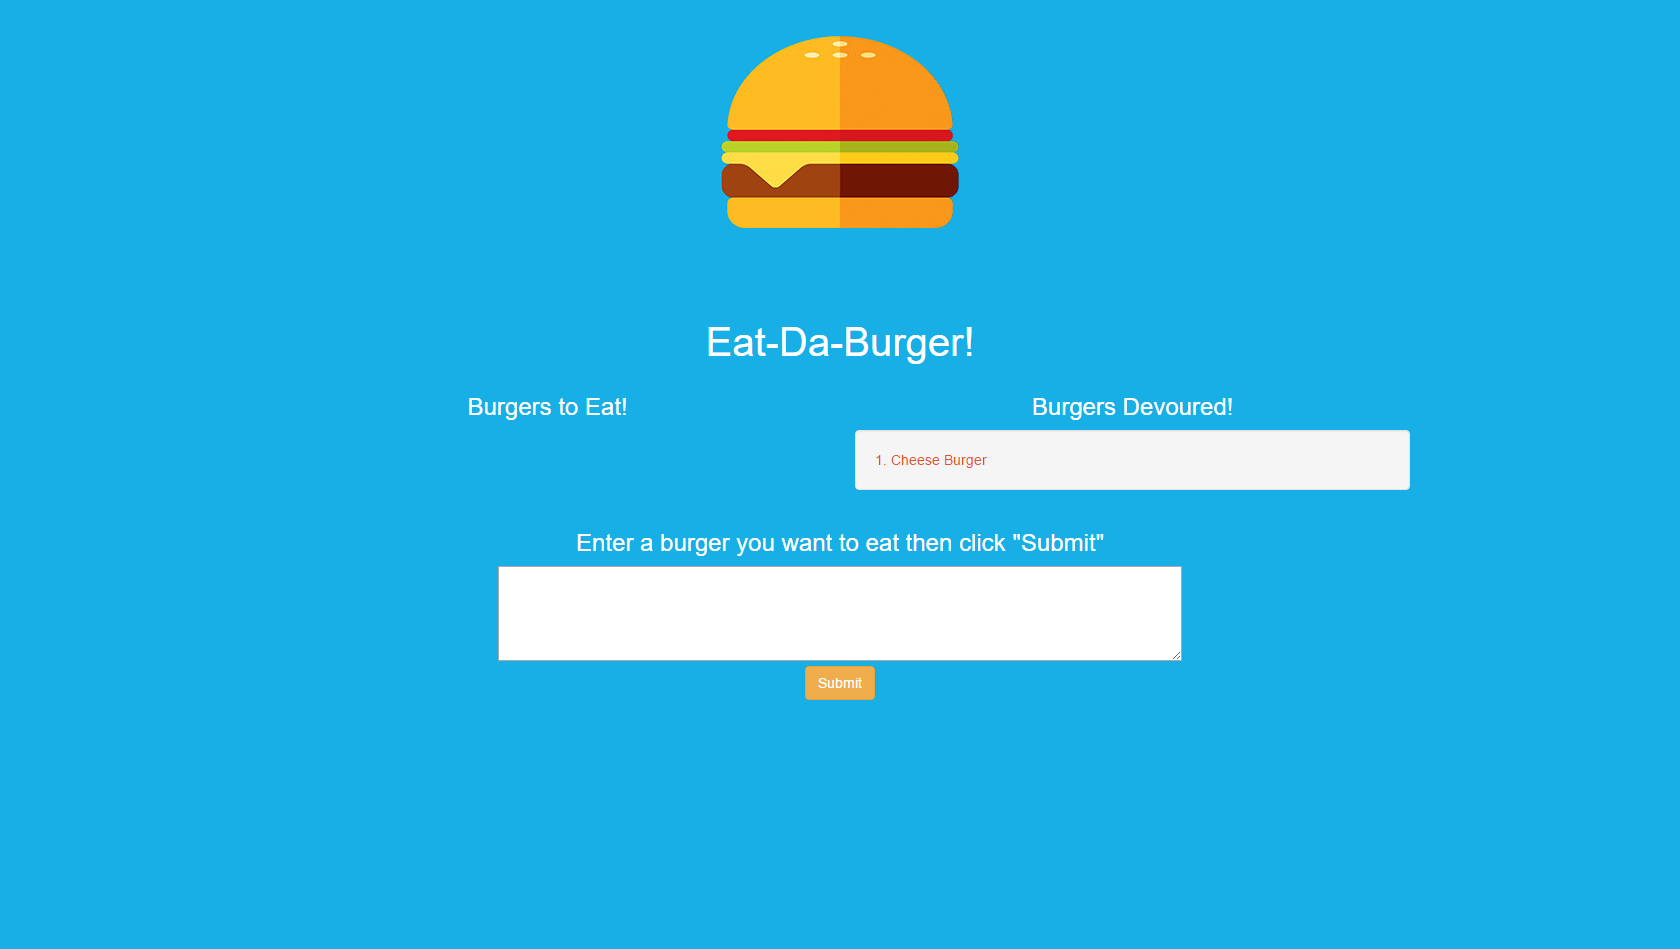 Eat-Da-Burger!
Burgers to Eat!
Burgers Devoured!
1. Cheese Burger
Enter a burger you want to eat then click "Submit"
Submit